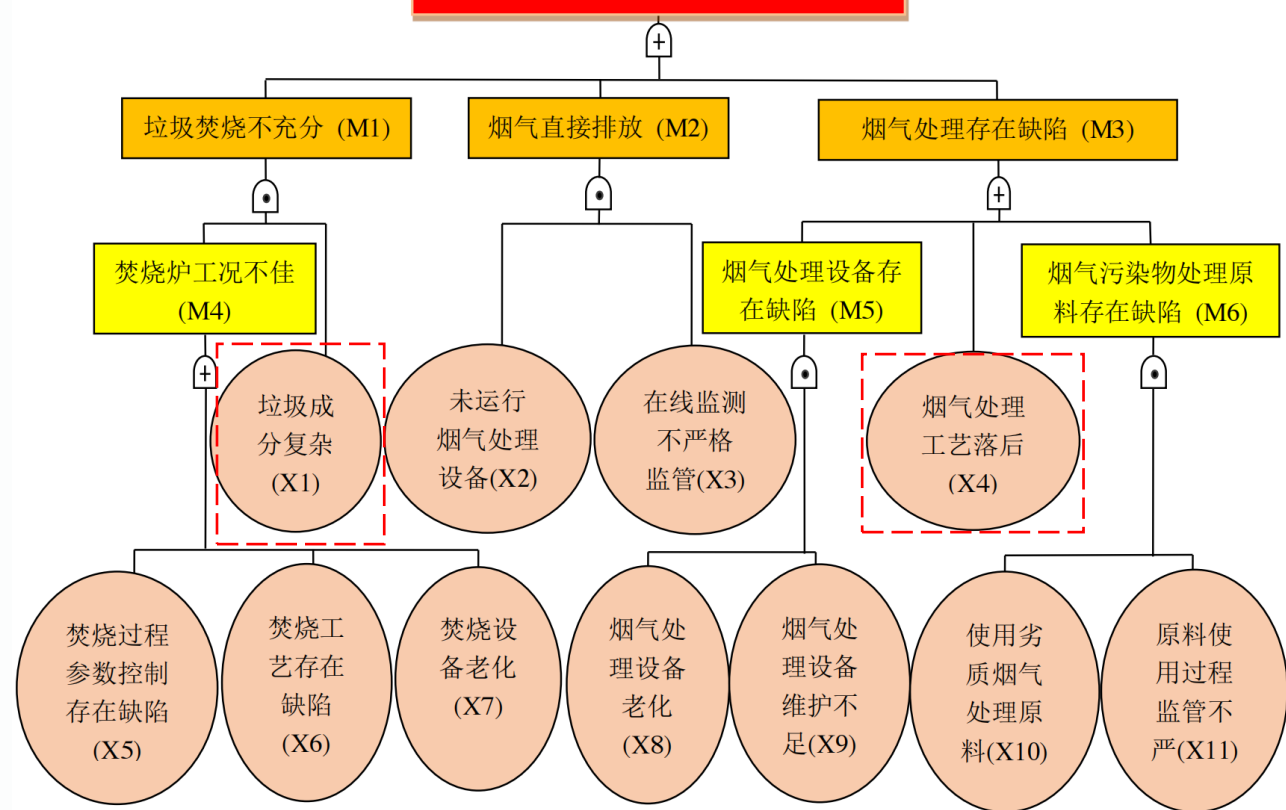 垃圾焚烧不充分 (M1)
烟气直接排放 (M2)
烟气处理存在缺陷 (M3)
焚烧炉工况不佳
(M4)
烟气处理设备存
在缺陷 (M5)
烟气污染物处理原
料存在缺陷 (M6)
垃圾成
分复杂
(X1)
未运行
烟气处理
设备(X2)
在线监测
不严格
监管(X3)
烟气处理
工艺落后
(X4)
焚烧过程
参数控制
存在缺陷
(X5)
焚烧工
艺存在
缺陷
(X6)
焚烧设
备老化
(X7)
烟气处
理设备
老化
(X8)
烟气处
理设备
维护不
足(X9)
使用劣
质烟气
处理原
料(X10)
原料使
用过程
监管不
严(X11)